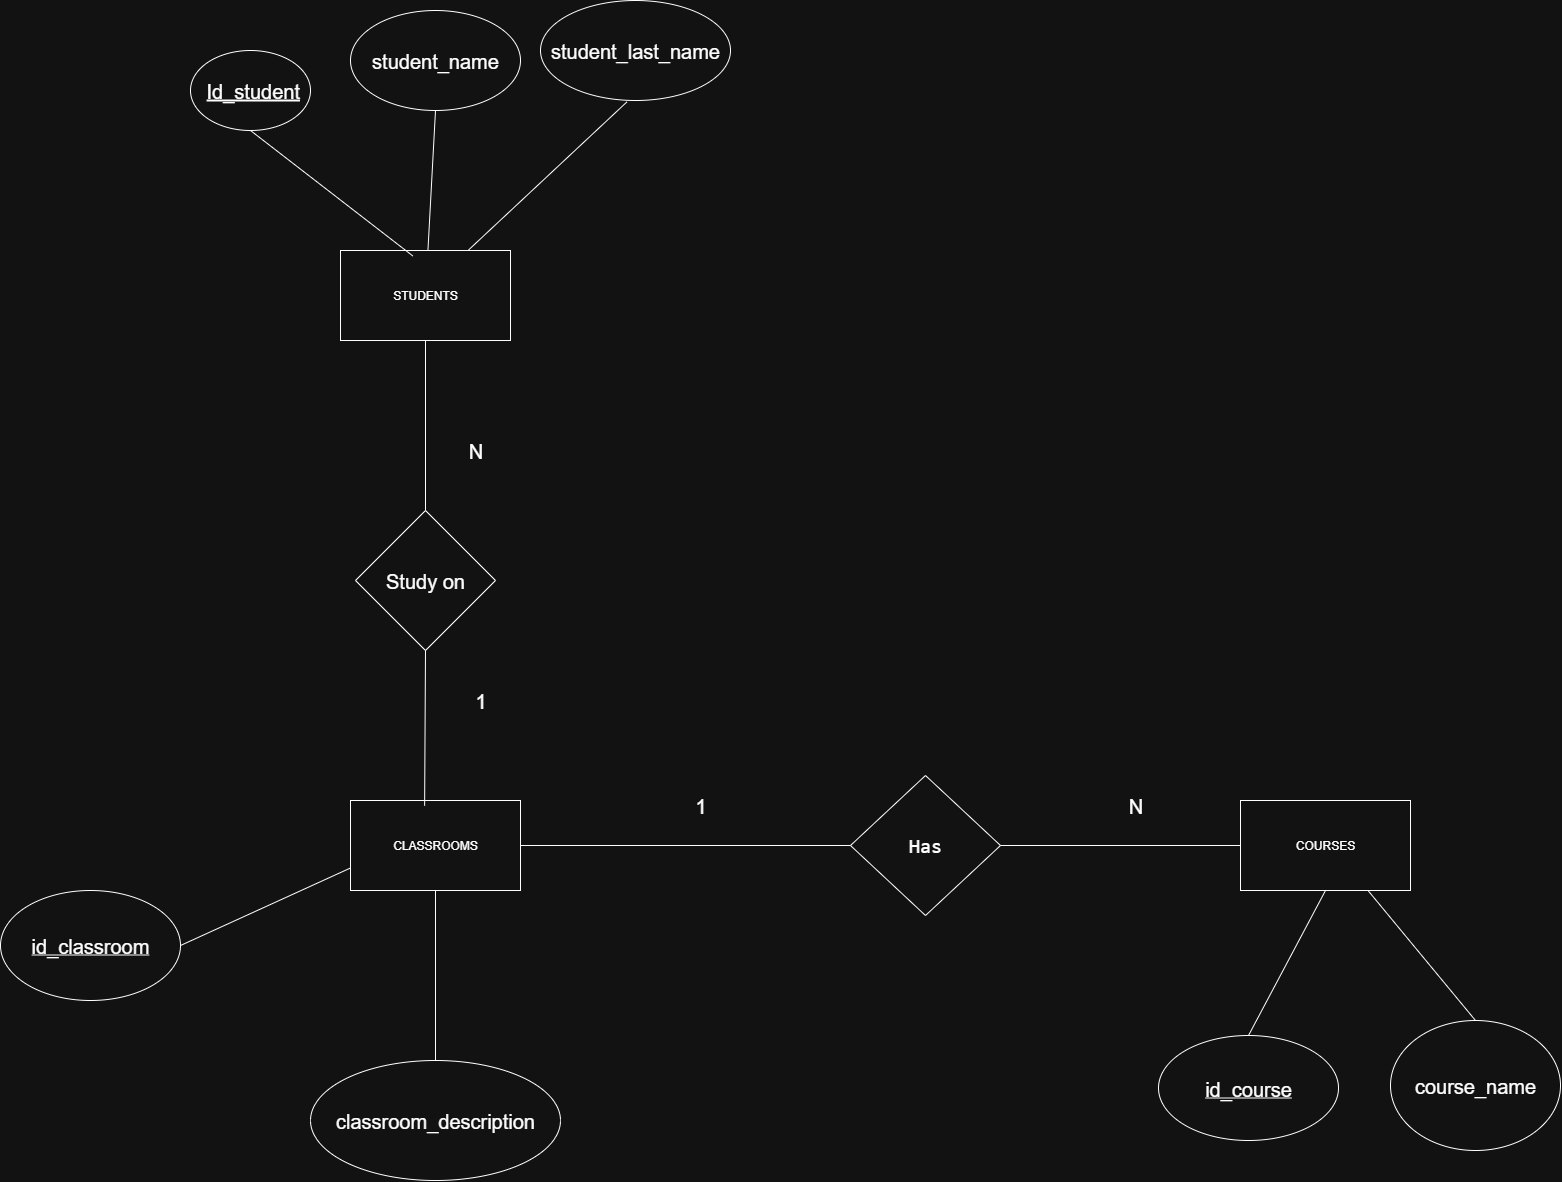 Id_student
student_name
student_last_name
STUDENTS
N
Study on
1
CLASSROOMS
1
Has
N
COURSES
id_classroom
classroom_description
id_course
course_name